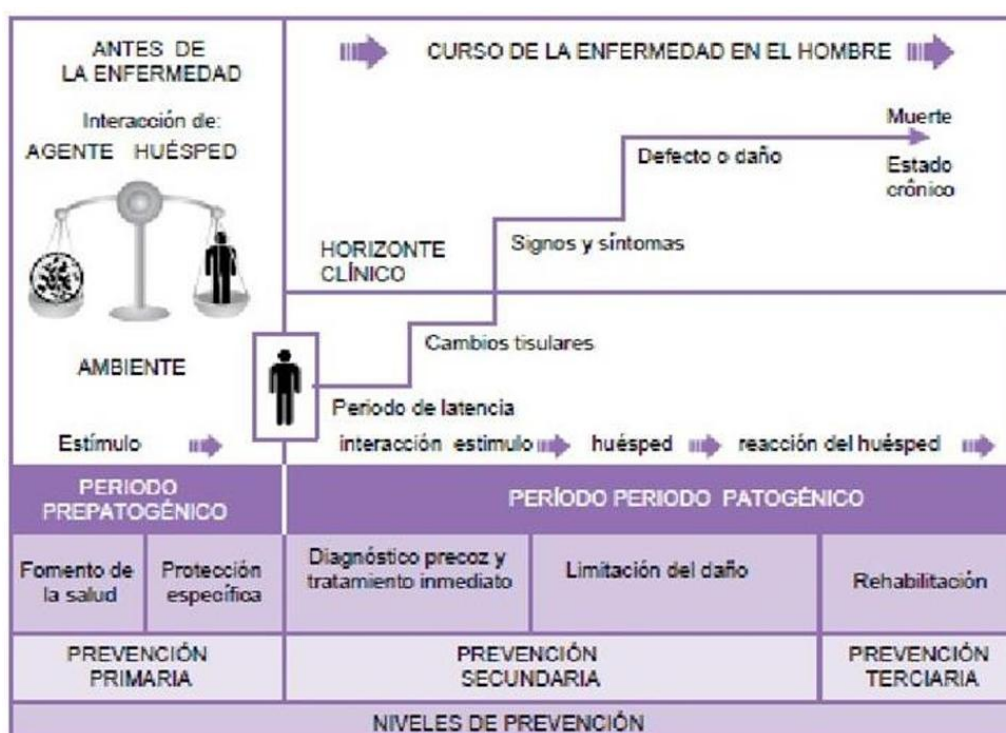 ANTES DE
LA ENFERMEDAD
Interacción de:
AGENTE HUÉSPED
AMBIENTE
Estímulo
CURSO DE LA ENFERMEDAD EN EL HOMBRE
Muerte
Estado
crónico
Defecto o daño
Signos y síntomas
HORIZONTE
CLÍNICO
Cambios tisulares
Periodo de latencia
interacción estimulo huésped reacción del huésped
PERIODO
PREPATOGÉNICO
PERÍODO PERIODO PATOGÉNICO
Fomento de
la salud
Protección
específica
Diagnóstico precoz y
tratamiento inmediato
Limitación del daño
Rehabilitación
PREVENCIÓN
PRIMARIA
PREVENCIÓN
SECUNDARIA
PREVENCIÓN
TERCIARIA
NIVELES DE PREVENCIÓN